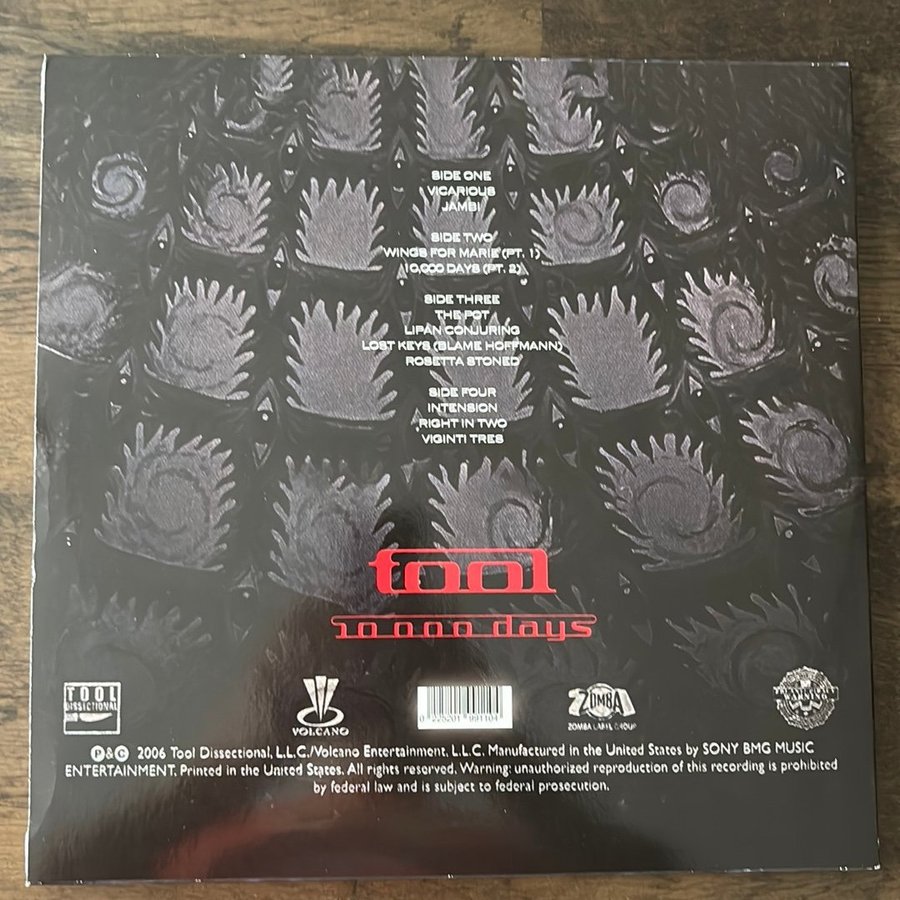 SIDE ONE
VICARIOUS
JAMBI
SIDE TWO
WINGS FOR MARIE (PT. 1)
10,000 DAYS (PT. 2)
SIDE THREE
THE POT
LIPAN CONJURING
LOST KEYS (BLAME HOFFMANN)
ROSETTA STONED
SIDE FOUR
INTENSION
RIGHT IN TWO
VIGINTI TRES
tool
10,000 days
TOOL
DISSECTIONAL
VOLCANO
ZOMBA
ZOMBA LABEL GROUP
WARNING
℗ & © 2006 Tool Dissectional, L.L.C./Volcano Entertainment, L.L.C. Manufactured in the United States by SONY BMG MUSIC
ENTERTAINMENT. Printed in the United States. All rights reserved. Warning: unauthorized reproduction of this recording is prohibited
by federal law and is subject to federal prosecution.